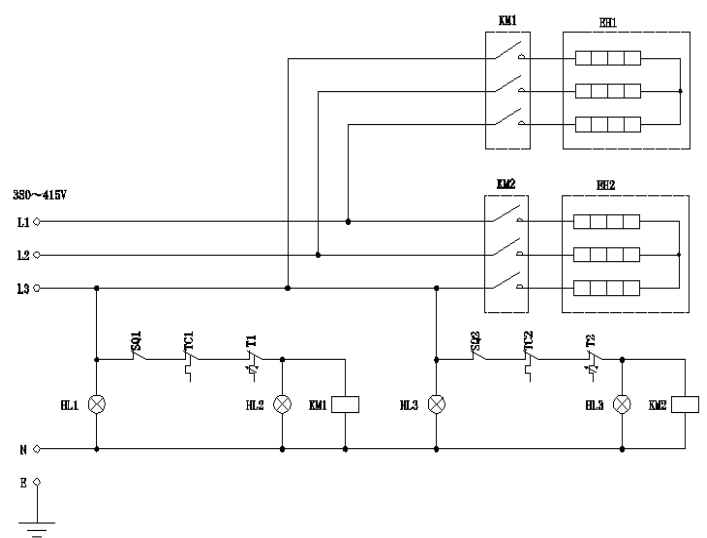 KM1
EH1
380～415V
KM2
EH2
L1
L2
L3
SQ1
TC1
T1
SQ2
TC2
T2
HL1
HL2
KM1
HL3
HL3
KM2
N
E